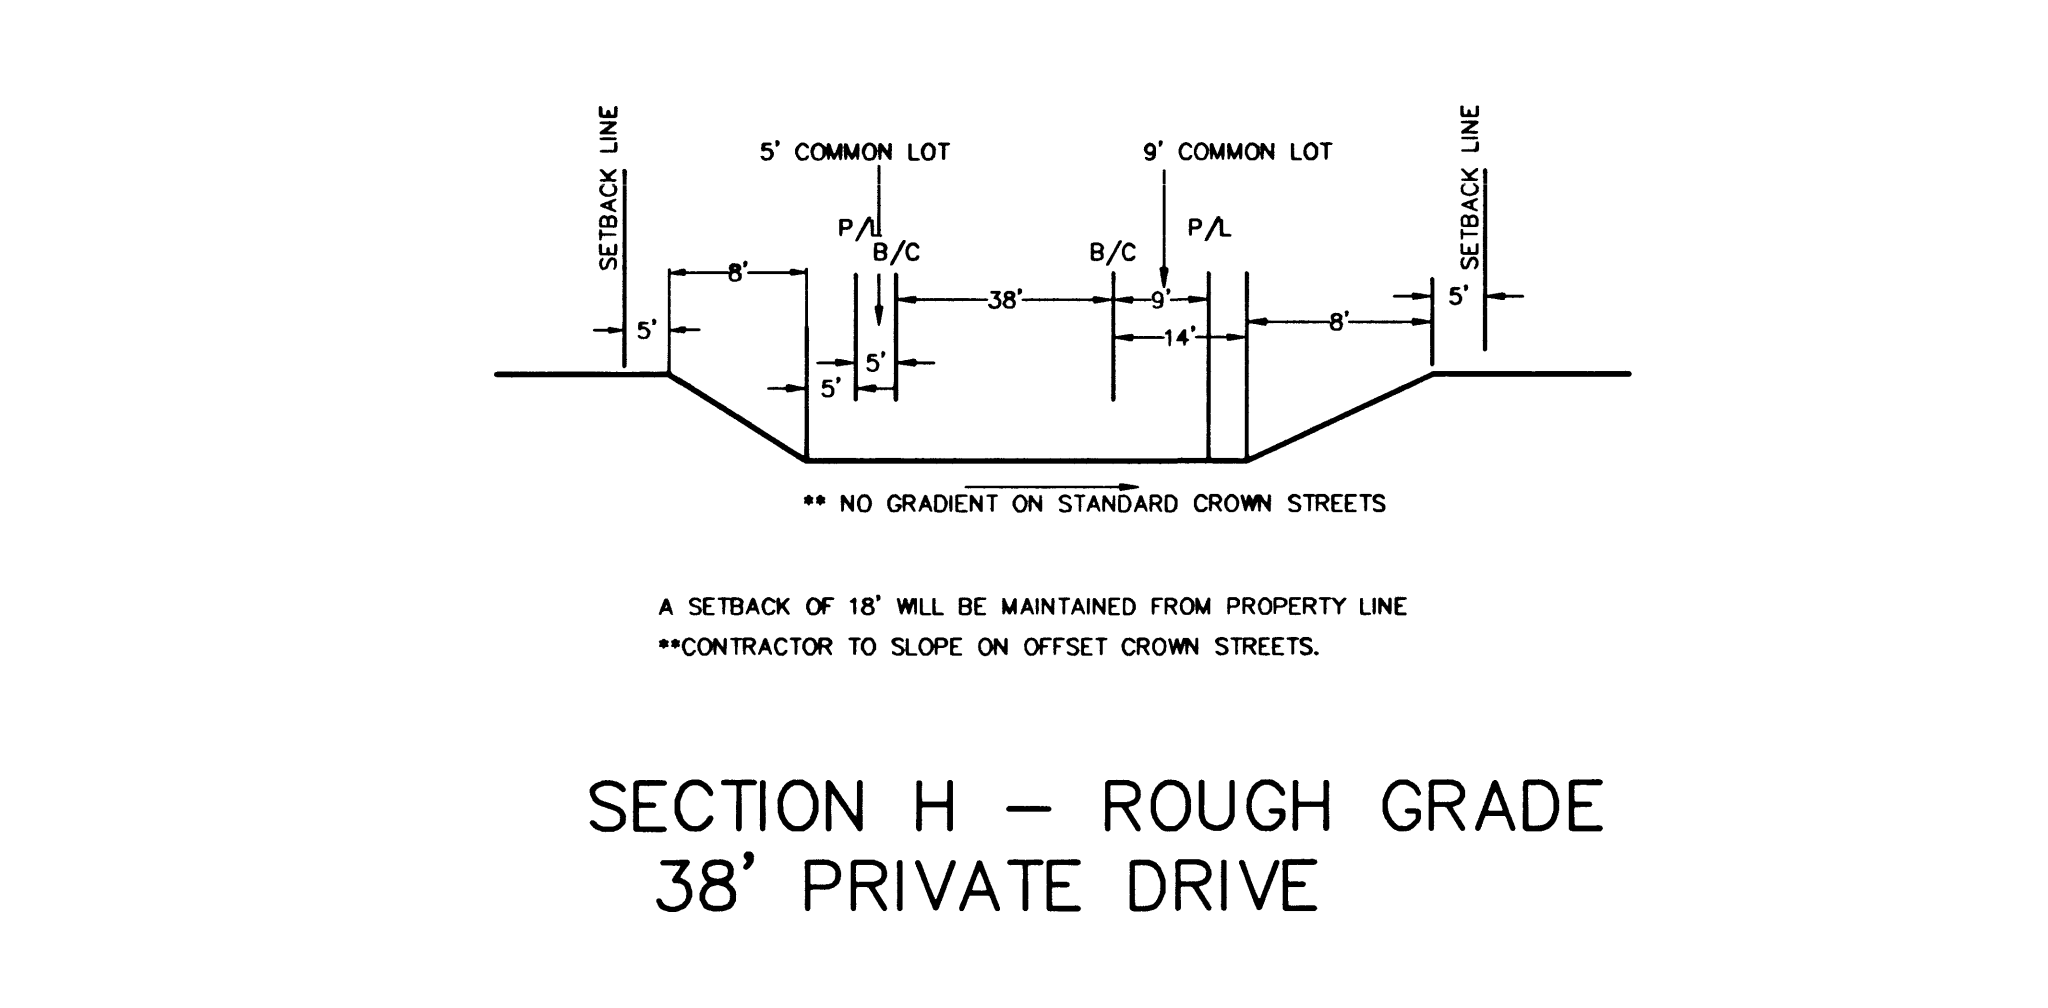 SETBACK LINE
SETBACK LINE
5' COMMON LOT
9' COMMON LOT
P/L
P/L
B/C
B/C
8'
38'
9'
5'
8'
5'
14'
5'
5'
** NO GRADIENT ON STANDARD CROWN STREETS
A SETBACK OF 18' WILL BE MAINTAINED FROM PROPERTY LINE
**CONTRACTOR TO SLOPE ON OFFSET CROWN STREETS.
SECTION H - ROUGH GRADE
38' PRIVATE DRIVE